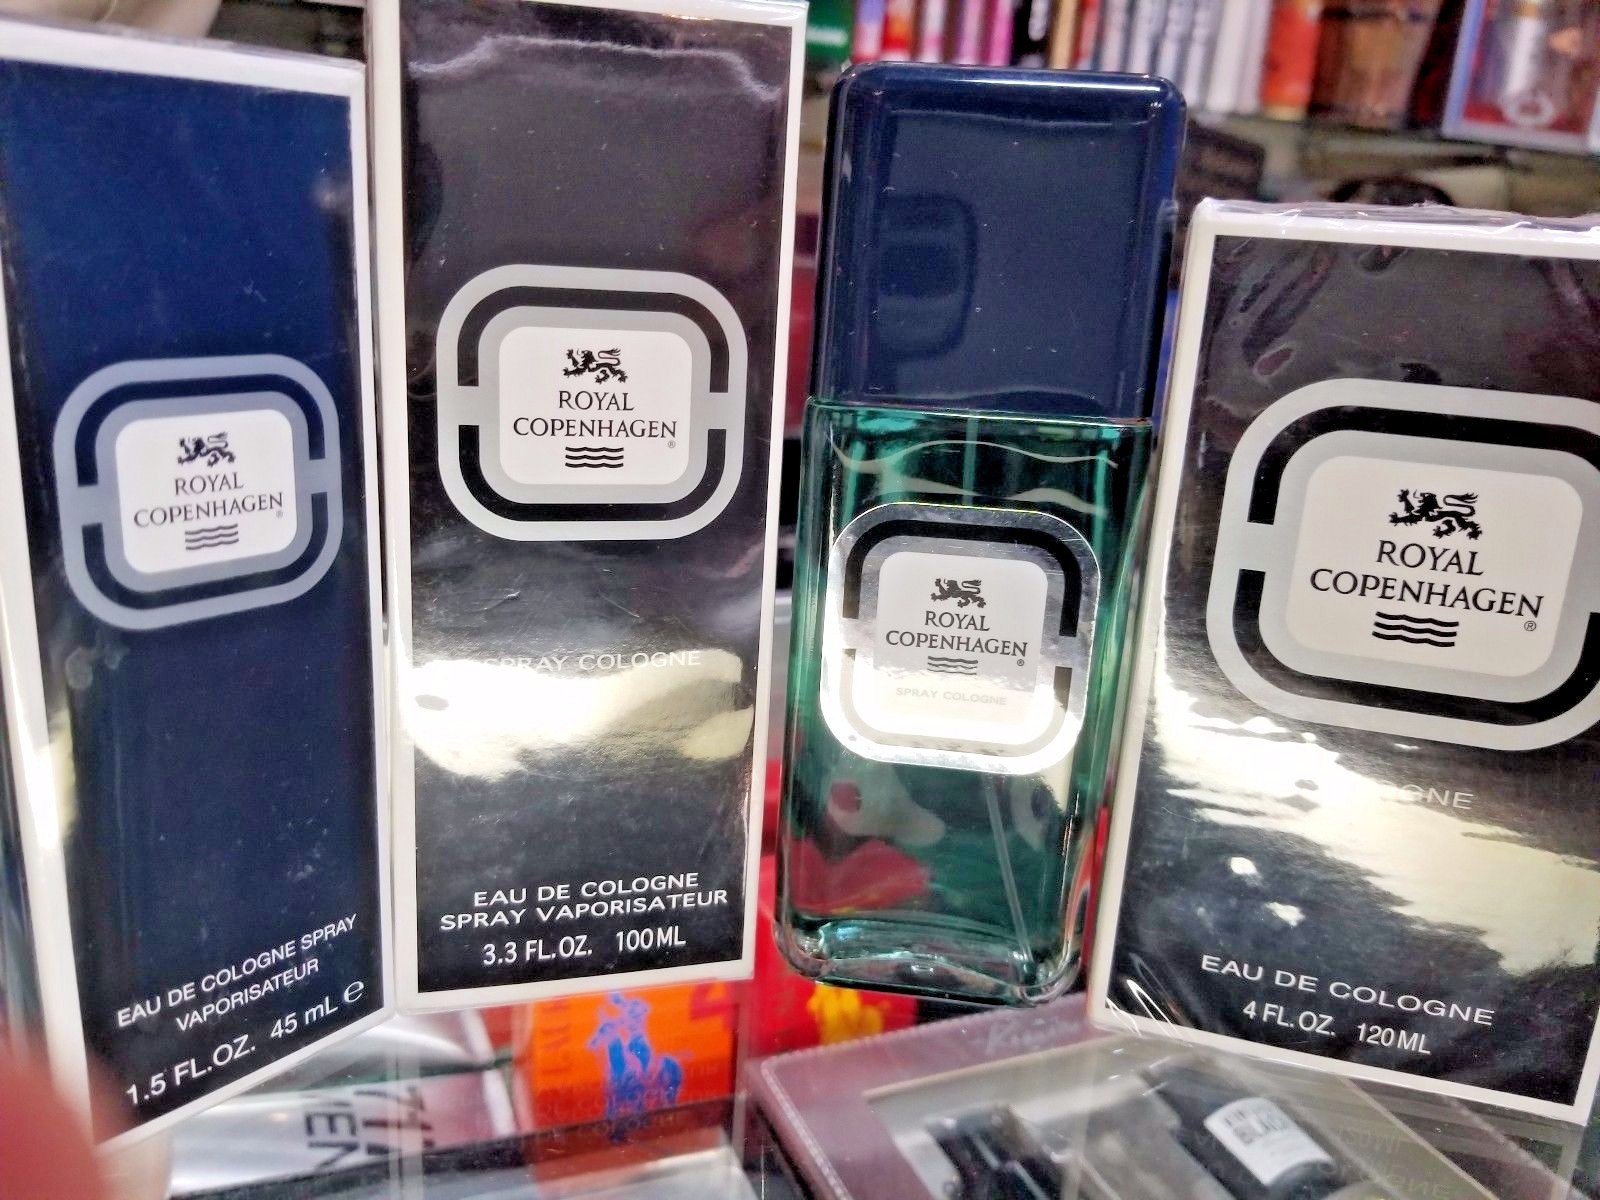 ROYAL
COPENHAGEN®
EAU DE COLOGNE SPRAY
VAPORISATEUR
1.5 FL.OZ. 45 mL e
ROYAL
COPENHAGEN®
SPRAY COLOGNE
EAU DE COLOGNE
SPRAY VAPORISATEUR
3.3 FL.OZ. 100ML
ROYAL
COPENHAGEN®
SPRAY COLOGNE
ROYAL
COPENHAGEN®
EAU DE COLOGNE
4 FL.OZ. 120ML
MEN